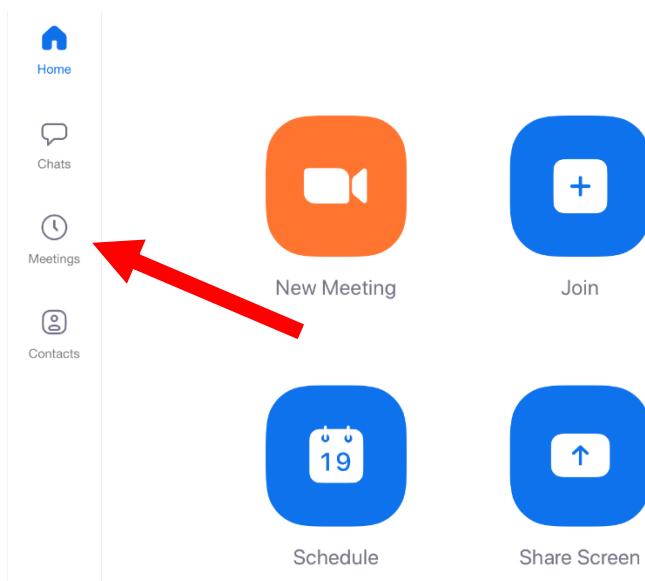 Home
Chats
Meetings
Contacts
New Meeting
Join
19
Schedule
Share Screen